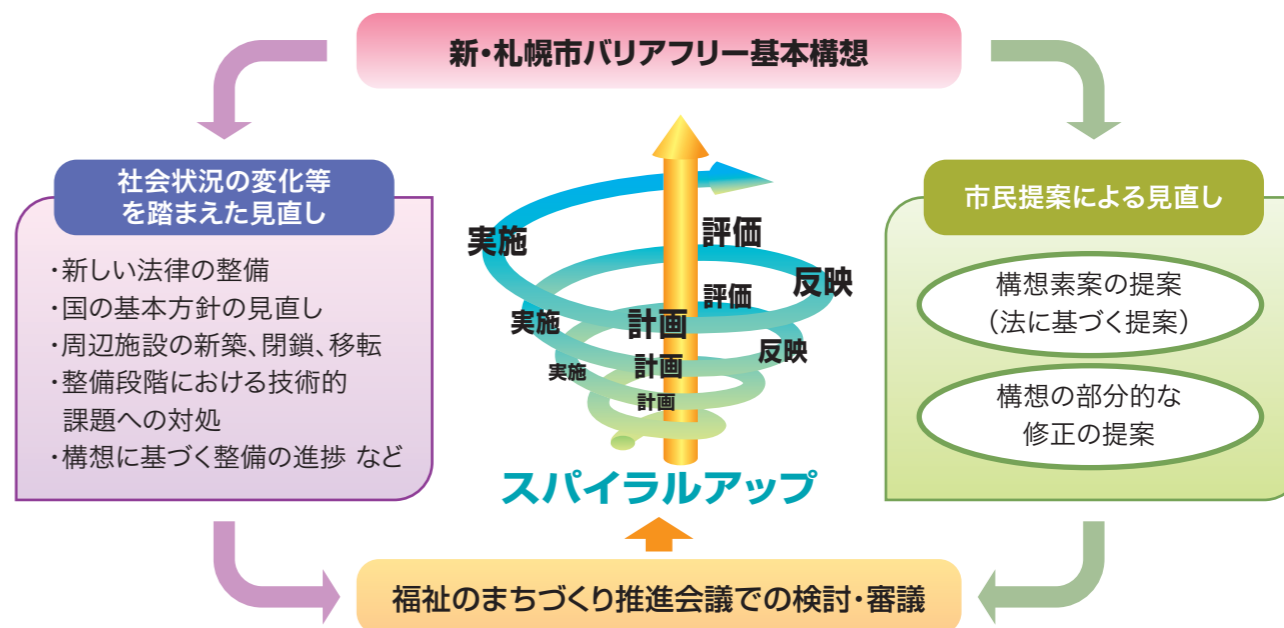 新・札幌市バリアフリー基本構想
社会状況の変化等
を踏まえた見直し
・新しい法律の整備
・国の基本方針の見直し
・周辺施設の新築、閉鎖、移転
・整備段階における技術的
課題への対処
・構想に基づく整備の進捗 など
実施
評価
反映
計画
実施
評価
反映
計画
実施
計画
スパイラルアップ
市民提案による見直し
構想素案の提案
（法に基づく提案）
構想の部分的な
修正の提案
福祉のまちづくり推進会議での検討・審議